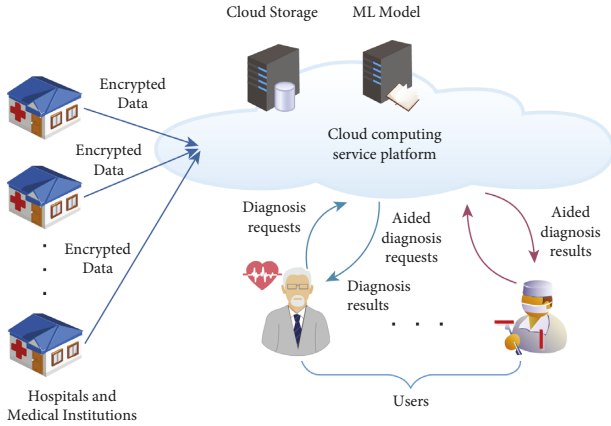 Cloud Storage
ML Model
Encrypted
Data
Encrypted
Data
Encrypted
Data
Cloud computing
service platform
Diagnosis
requests
Aided
diagnosis
requests
Aided
diagnosis
results
Diagnosis
results
Hospitals and
Medical Institutions
Users